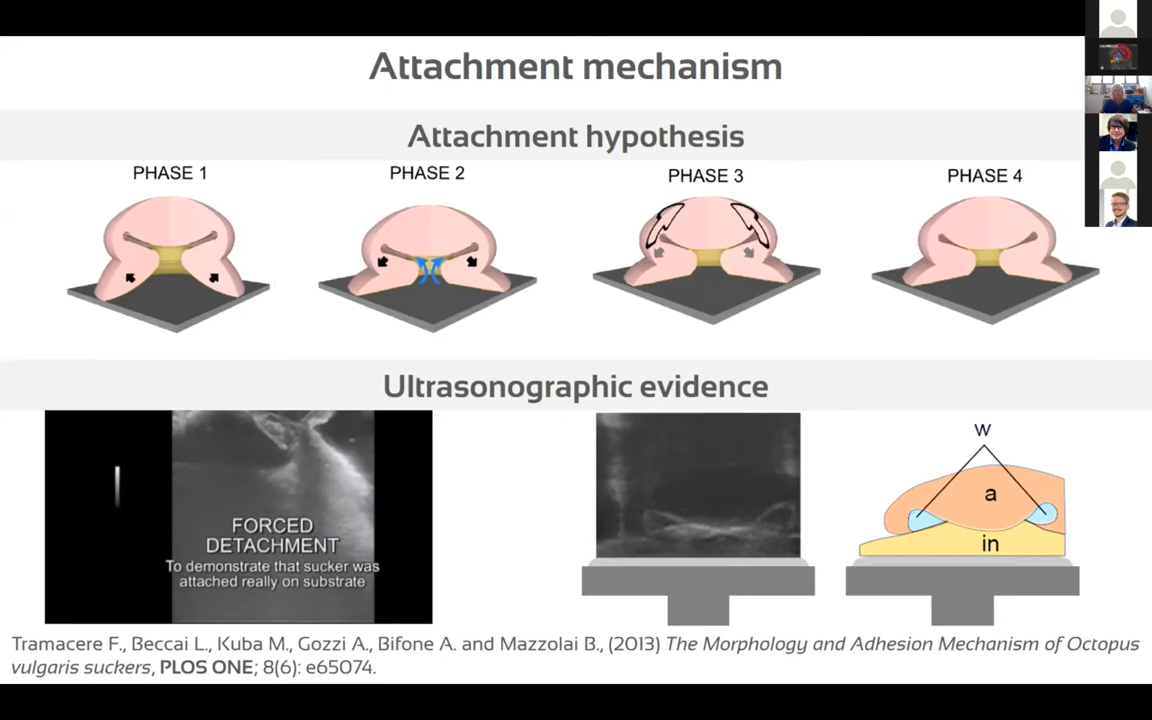 Attachment mechanism
Attachment hypothesis
PHASE 1
PHASE 2
PHASE 3
PHASE 4
Ultrasonographic evidence
FORCED
DETACHMENT
To demonstrate that sucker was
attached really on substrate
w
a
in
Tramacere F., Beccai L., Kuba M., Gozzi A., Bifone A. and Mazzolai B., (2013) The Morphology and Adhesion Mechanism of Octopus
vulgaris suckers, PLOS ONE; 8(6): e65074.